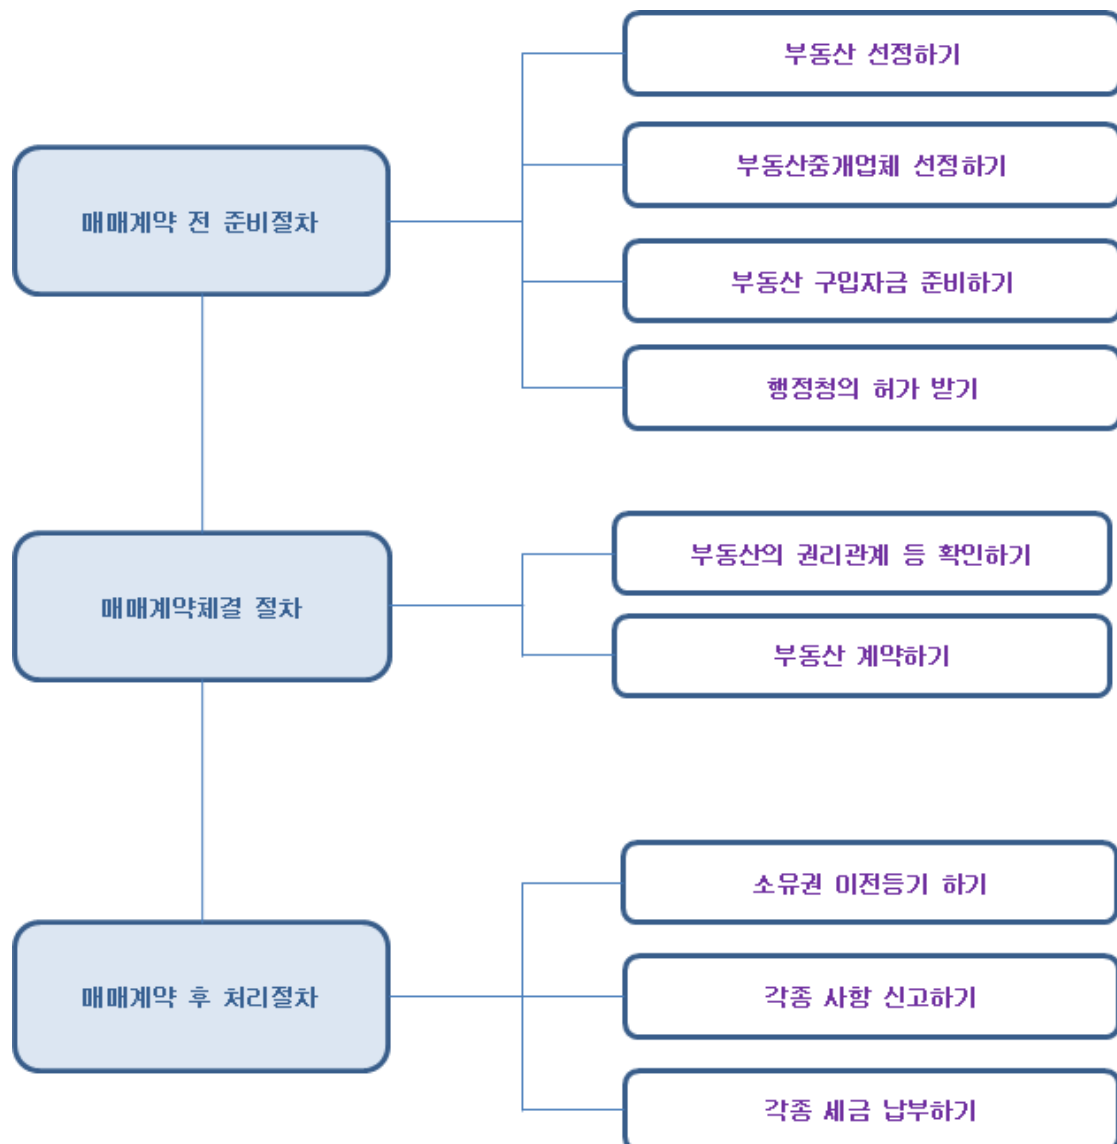 매매계약 전 준비절차
부동산 선정하기
부동산중개업체 선정하기
부동산 구입자금 준비하기
행정청의 허가 받기
매매계약체결 절차
부동산의 권리관계 등 확인하기
부동산 계약하기
매매계약 후 처리절차
소유권 이전등기 하기
각종 사항 신고하기
각종 세금 납부하기